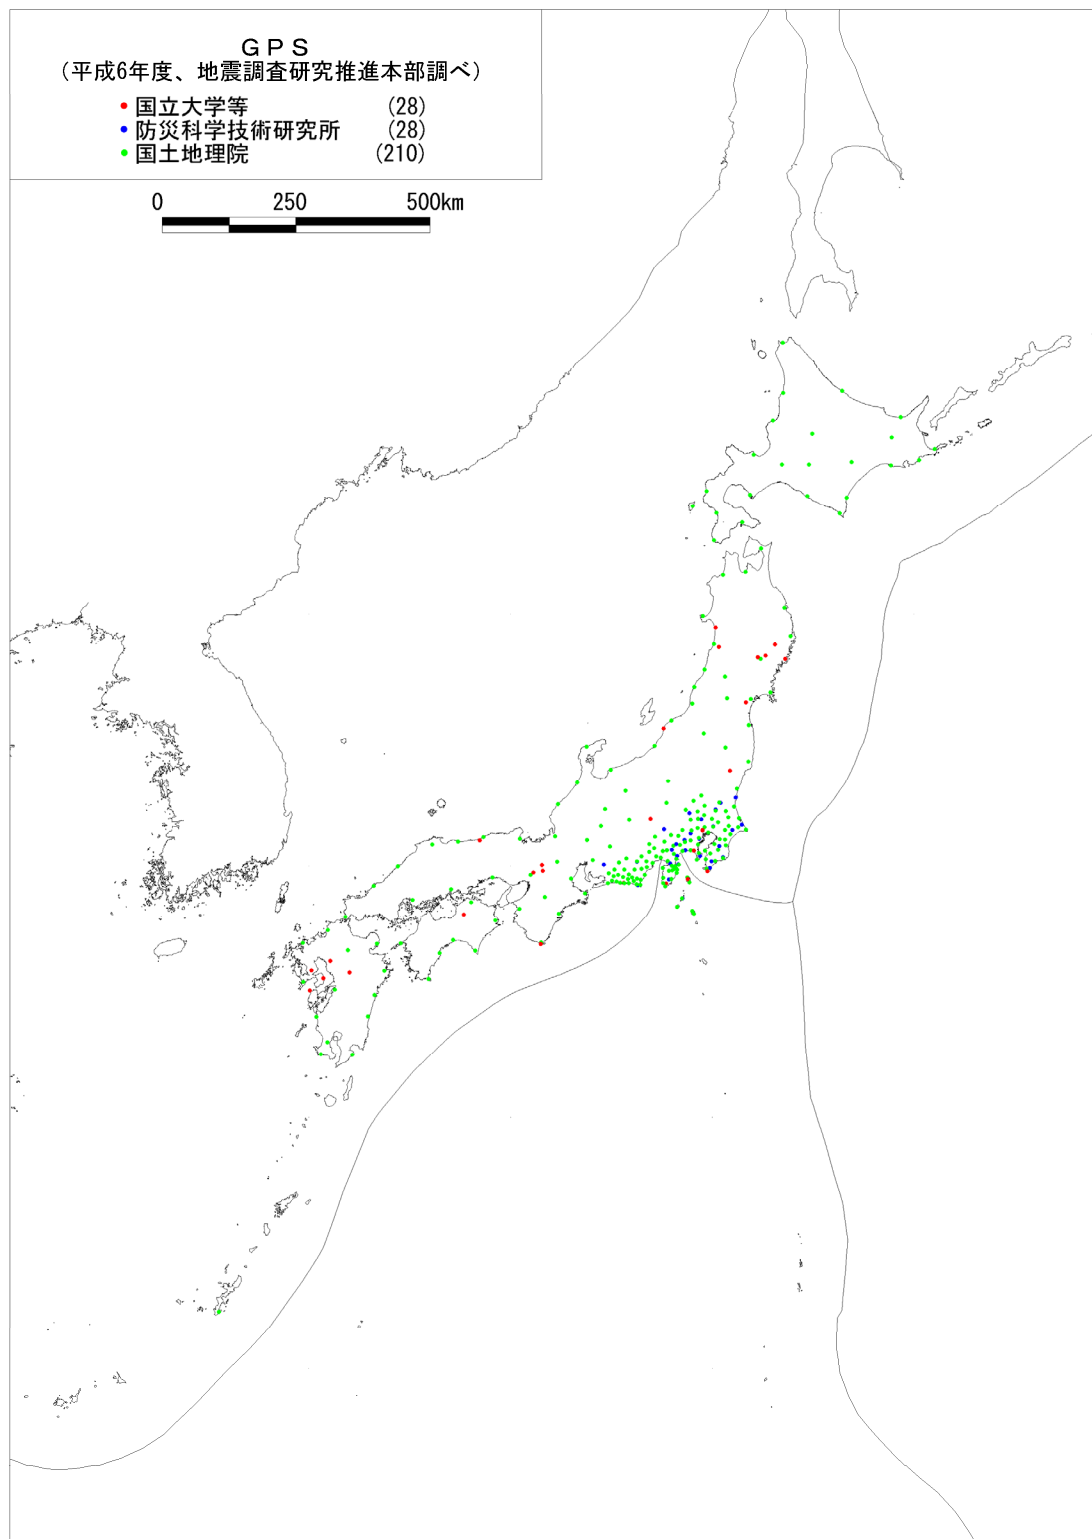 GPS
(平成6年度、地震調査研究推進本部調べ)
国立大学等 (28)
防災科学技術研究所 (28)
国土地理院 (210)
0 250 500km